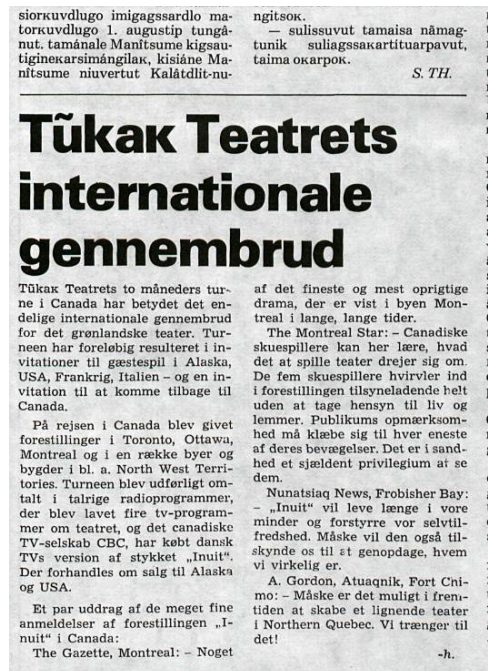 siorĸuvdlugo imigagssardlo ma-
torĸuvdlugo 1. augustip tungâ-
nut. tamánale Manîtsume kigsau-
tigineĸarsimángilaĸ, kisiáne Ma-
nîtsume niuvertut Kalâtdlit-nu-
ngitsoĸ.
— sulissuvut tamaisa nãmag-
tunik suliagssaĸartítuarpavut,
taima oĸarpoĸ.
S. TH.
Tũkaĸ Teatrets
internationale
gennembrud
Tũkaĸ Teatrets to måneders tur-
ne i Canada har betydet det en-
delige internationale gennembrud
for det grønlandske teater. Tur-
neen har foreløbig resulteret i in-
vitationer til gæstespil i Alaska,
USA, Frankrig, Italien – og en in-
vitation til at komme tilbage til
Canada.
På rejsen i Canada blev givet
forestillinger i Toronto, Ottawa,
Montreal og i en række byer og
bygder i bl. a. North West Terri-
tories. Turneen blev udførligt om-
talt i talrige radioprogrammer,
der blev lavet fire tv-program-
mer om teatret, og det canadiske
TV-selskab CBC, har købt dansk
TVs version af stykket „Inuit“.
Der forhandles om salg til Alaska
og USA.
Et par uddrag af de meget fine
anmeldelser af forestillingen „I-
nuit“ i Canada:
The Gazette, Montreal: – Noget
af det fineste og mest oprigtige
drama, der er vist i byen Mon-
treal i lange, lange tider.
The Montreal Star: – Canadiske
skuespillere kan her lære, hvad
det at spille teater drejer sig om.
De fem skuespillere hvirvler ind
i forestillingen tilsyneladende helt
uden at tage hensyn til liv og
lemmer. Publikums opmærksom-
hed må klæbe sig til hver eneste
af deres bevægelser. Det er i sand-
hed et sjældent privilegium at se
dem.
Nunatsiaq News, Frobisher Bay:
– „Inuit“ vil leve længe i vore
minder og forstyrre vor selvtil-
fredshed. Måske vil den også til-
skynde os til at genopdage, hvem
vi virkelig er.
A. Gordon, Atuaqnik, Fort Chi-
mo: – Måske er det muligt i frem-
tiden at skabe et lignende teater
i Northern Quebec. Vi trænger til
det!
-h.